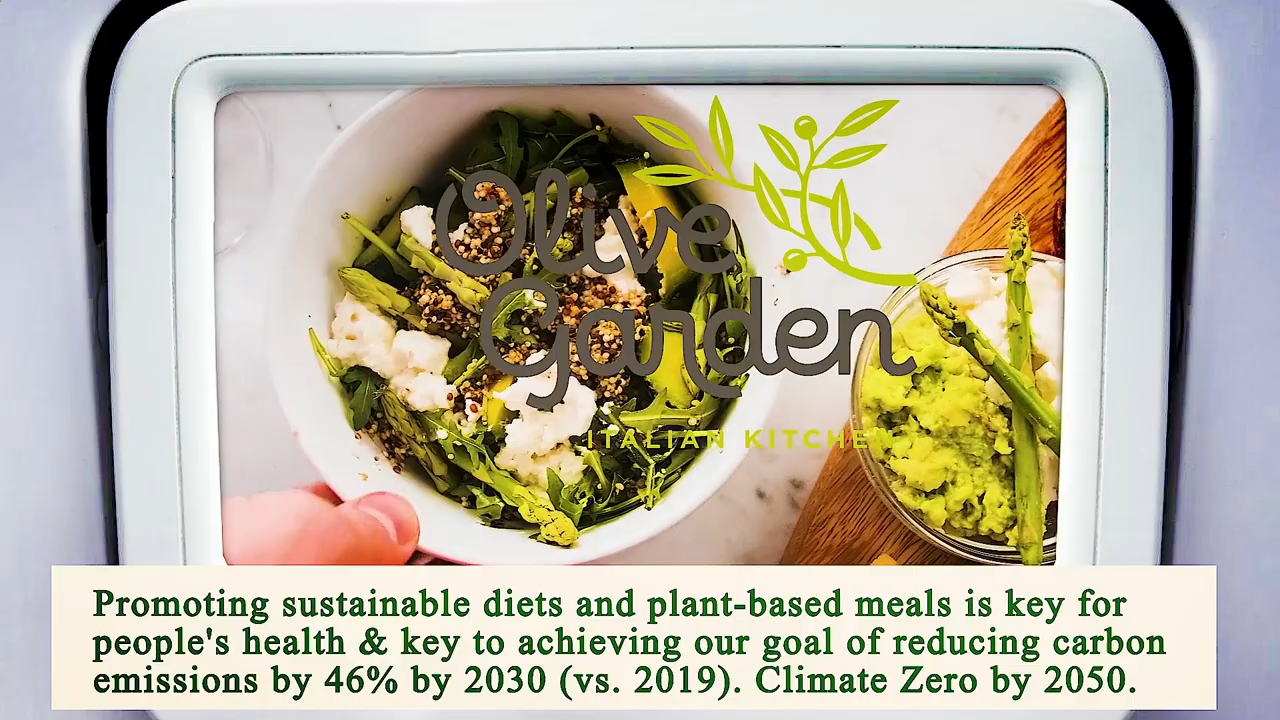 Olive
Garden
ITALIAN KITCHEN
Promoting sustainable diets and plant-based meals is key for
people's health & key to achieving our goal of reducing carbon
emissions by 46% by 2030 (vs. 2019). Climate Zero by 2050.